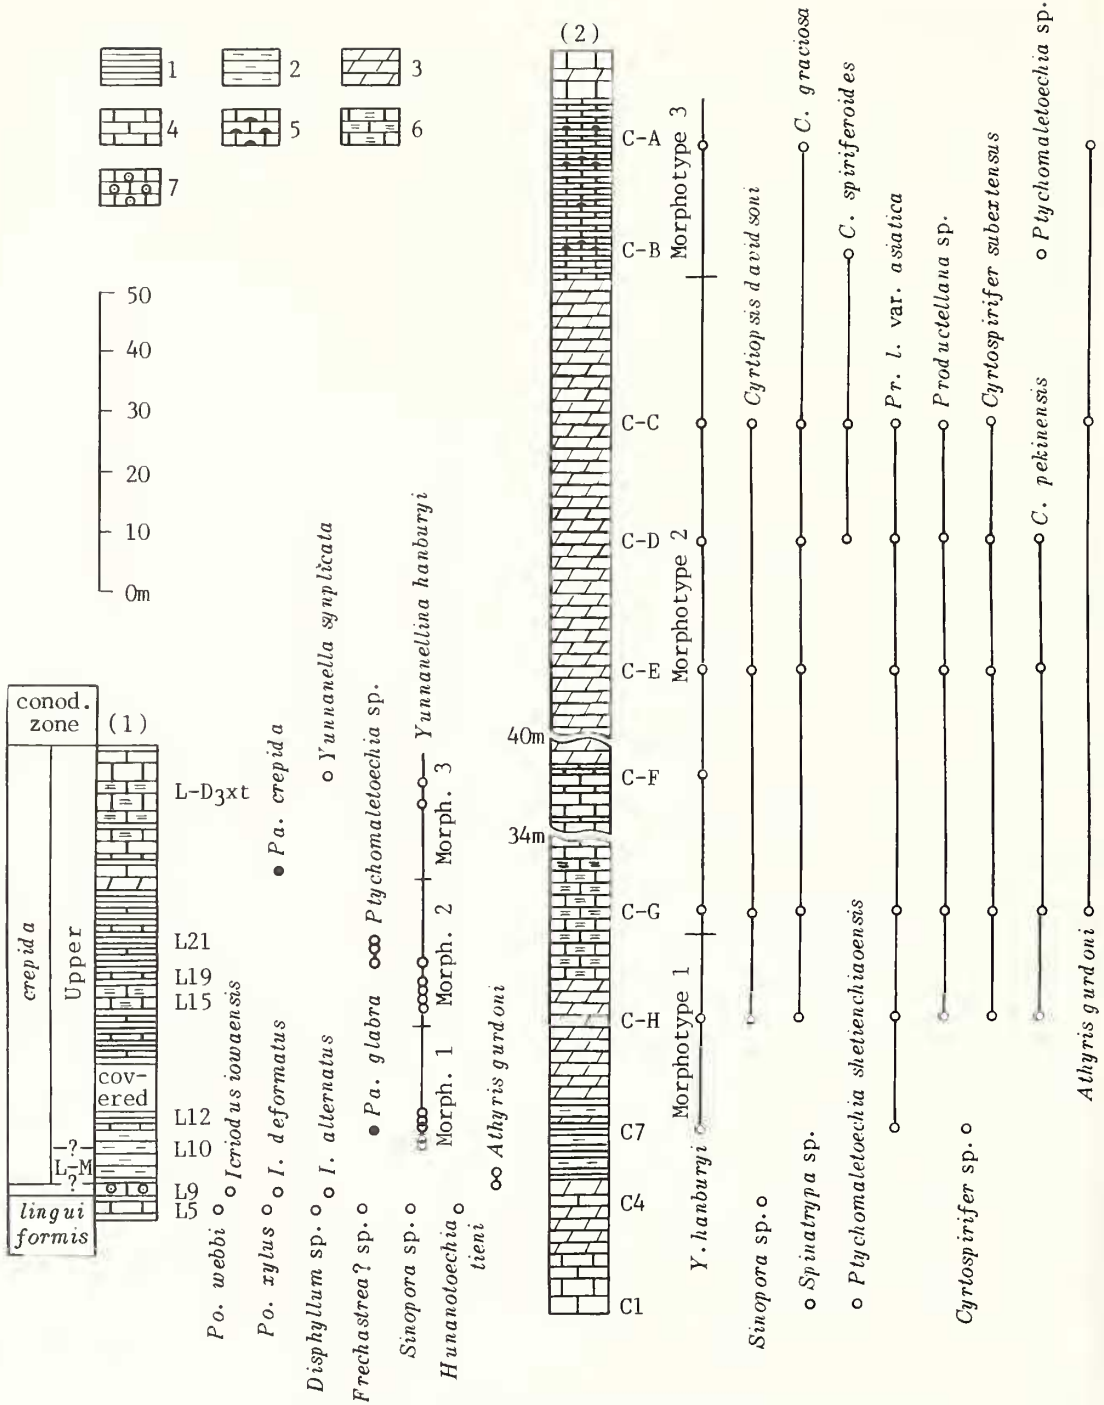 1
2
3
4
5
6
7
50
40
30
20
10
0m
conod.
zone
(1)
crepida
Upper
L-M
?
?
lingui
formis
cov-
ered
L-D3xt
L21
L19
L15
L12
L10
L9
L5
Po. webbi
Icriodus iowaensis
Po. xylus
I. deformatus
Pa. crepida
Disphyllum sp.
I. alternatus
Yunnanella synplicata
Frechastrea? sp.
Pa. glabra
Ptychomaletoechia sp.
Sinopora sp.
Morph. 1
Morph. 2
Morph. 3
Yunnanellina hanburyi
Hunanotoechia
tieni
Athyris gurdoni
(2)
40m
34m
C-A
C-B
C-C
C-D
C-E
C-F
C-G
C-H
C7
C4
C1
Y. hanburyi
Morphotype 1
Morphotype 2
Morphotype 3
Sinopora sp.
Cyrtiopsis davidsoni
Spinatrypa sp.
C. graciosa
Ptychomaletoechia shetienchiaoensis
C. spiriferoides
Pr. l. var. asiatica
Productellana sp.
Cyrtospirifer sp.
Cyrtospirifer subextensus
C. pekinensis
Ptychomaletoechia sp.
Athyris gurdoni